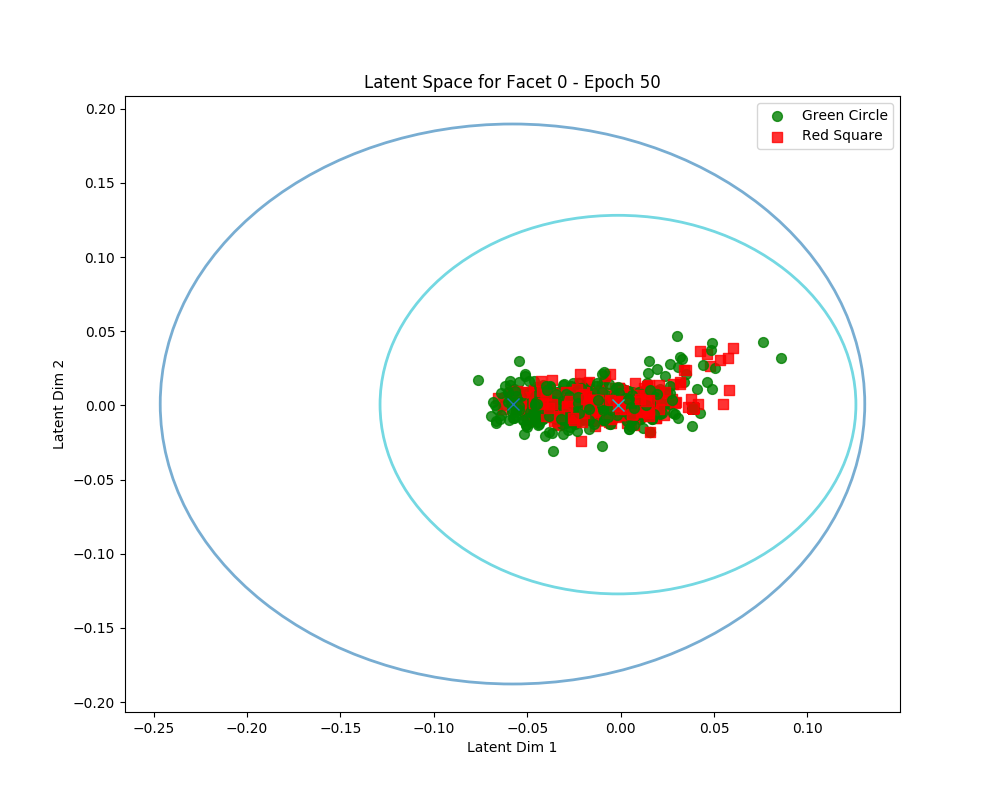 Latent Space for Facet 0 - Epoch 50
Green Circle
Red Square
0.20
0.15
0.10
0.05
0.00
−0.05
−0.10
−0.15
−0.20
Latent Dim 2
−0.25 −0.20 −0.15 −0.10 −0.05 0.00 0.05 0.10
Latent Dim 1